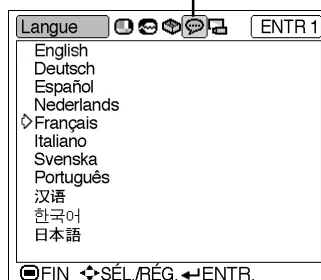 Langue ENTR 1
English
Deutsch
Español
Nederlands
Français
Italiano
Svenska
Português
汉语
한국어
日本語
FIN SÉL./RÉG. ENTR.